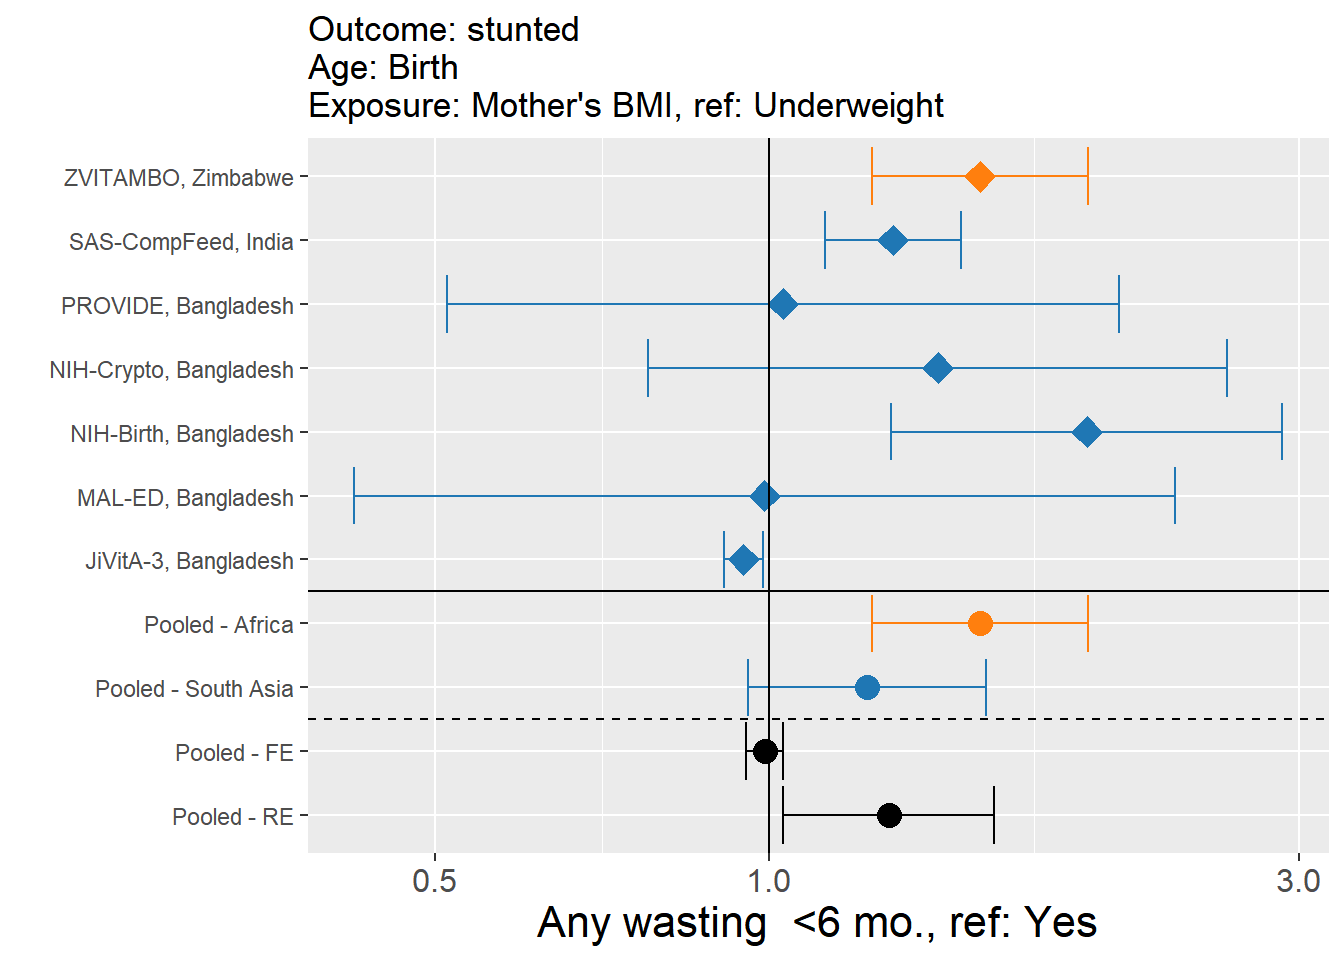 Outcome: stunted
Age: Birth
Exposure: Mother's BMI, ref: Underweight
ZVITAMBO, Zimbabwe
SAS-CompFeed, India
PROVIDE, Bangladesh
NIH-Crypto, Bangladesh
NIH-Birth, Bangladesh
MAL-ED, Bangladesh
JiVitA-3, Bangladesh
Pooled - Africa
Pooled - South Asia
Pooled - FE
Pooled - RE
0.5 1.0 3.0
Any wasting  <6 mo., ref: Yes